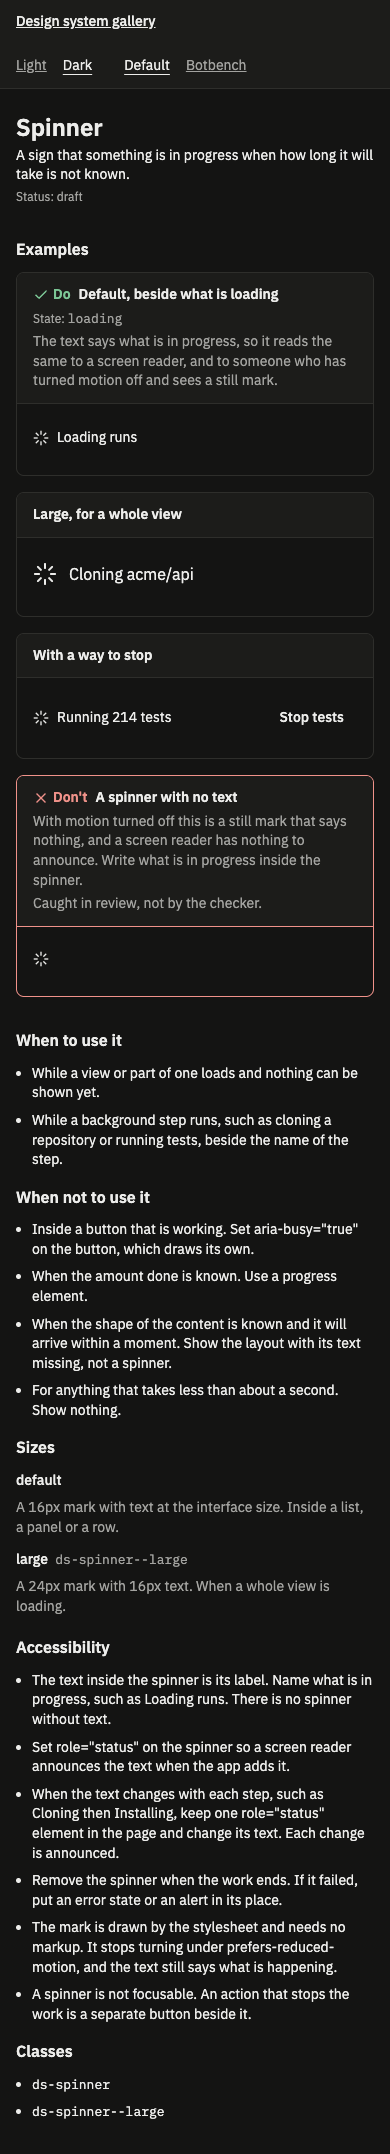 Design system gallery
Light Dark Default Botbench
Spinner
A sign that something is in progress when how long it will
take is not known.
Status: draft
Examples
Do Default, beside what is loading
State: loading
The text says what is in progress, so it reads the
same to a screen reader, and to someone who has
turned motion off and sees a still mark.
Loading runs
Large, for a whole view
Cloning acme/api
With a way to stop
Running 214 tests Stop tests
Don't A spinner with no text
With motion turned off this is a still mark that says
nothing, and a screen reader has nothing to
announce. Write what is in progress inside the
spinner.
Caught in review, not by the checker.
When to use it
• While a view or part of one loads and nothing can be
shown yet.
• While a background step runs, such as cloning a
repository or running tests, beside the name of the
step.
When not to use it
• Inside a button that is working. Set aria-busy="true"
on the button, which draws its own.
• When the amount done is known. Use a progress
element.
• When the shape of the content is known and it will
arrive within a moment. Show the layout with its text
missing, not a spinner.
• For anything that takes less than about a second.
Show nothing.
Sizes
default
A 16px mark with text at the interface size. Inside a list,
a panel or a row.
large ds-spinner--large
A 24px mark with 16px text. When a whole view is
loading.
Accessibility
• The text inside the spinner is its label. Name what is in
progress, such as Loading runs. There is no spinner
without text.
• Set role="status" on the spinner so a screen reader
announces the text when the app adds it.
• When the text changes with each step, such as
Cloning then Installing, keep one role="status"
element in the page and change its text. Each change
is announced.
• Remove the spinner when the work ends. If it failed,
put an error state or an alert in its place.
• The mark is drawn by the stylesheet and needs no
markup. It stops turning under prefers-reduced-
motion, and the text still says what is happening.
• A spinner is not focusable. An action that stops the
work is a separate button beside it.
Classes
• ds-spinner
• ds-spinner--large